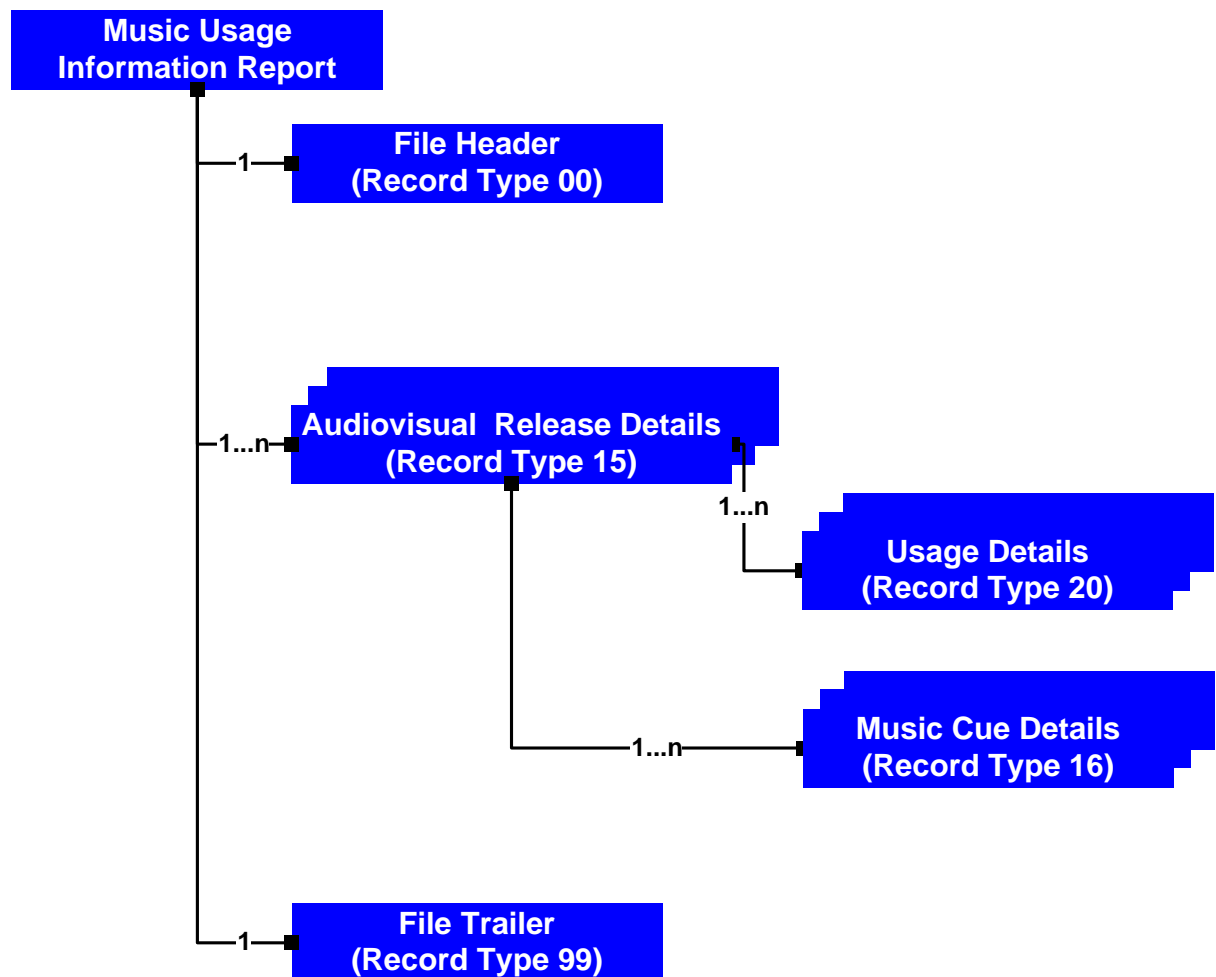 Music Usage
Information Report
1
File Header
(Record Type 00)
1...n
Audiovisual  Release Details
(Record Type 15)
1...n
Usage Details
(Record Type 20)
1...n
Music Cue Details
(Record Type 16)
1
File Trailer
(Record Type 99)